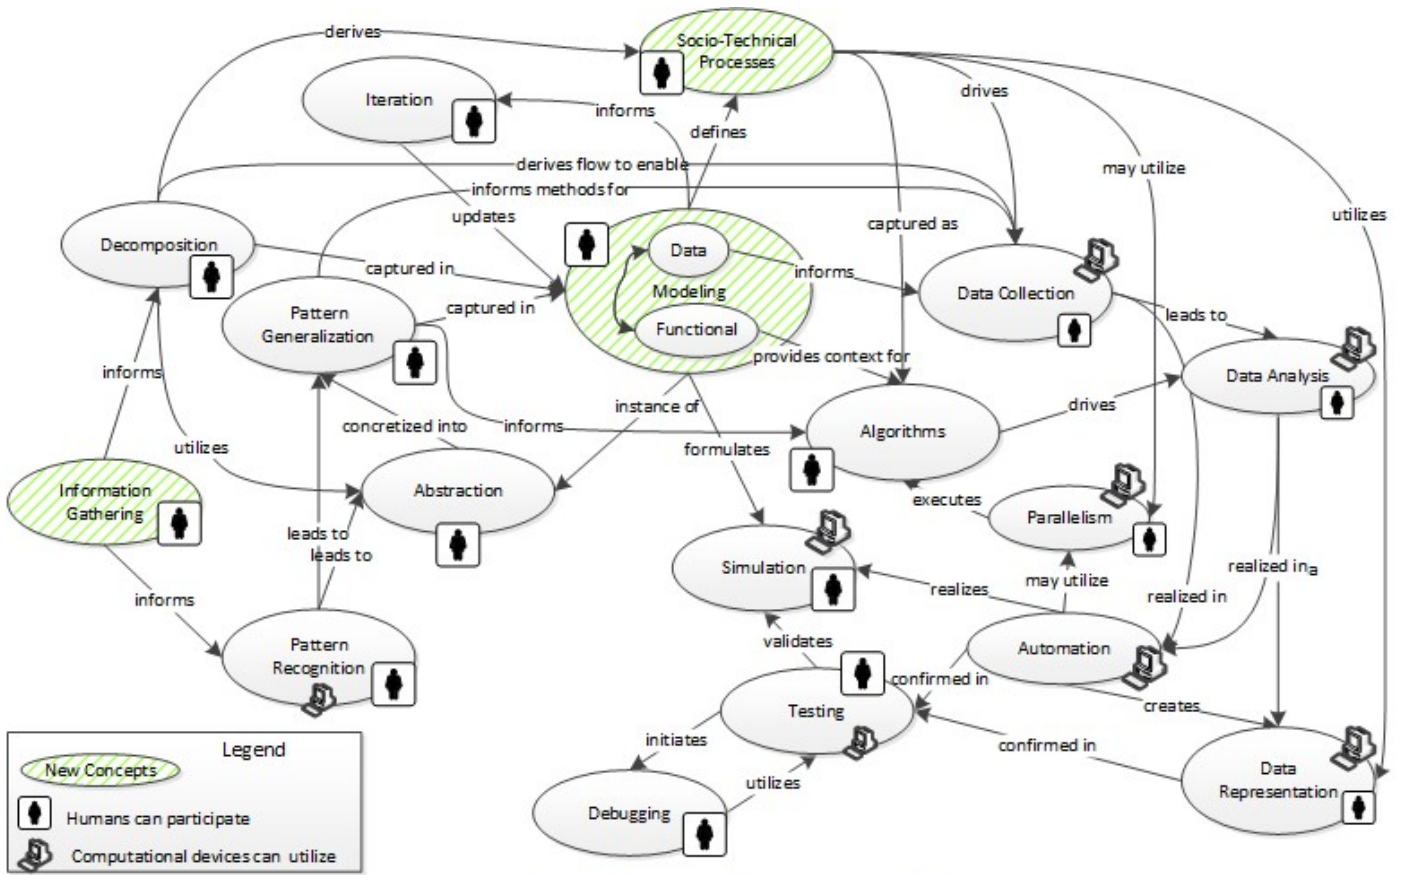 derives
Socio-Technical
Processes
Iteration
informs
drives
defines
derives flow to enable
may utilize
informs methods for
updates
utilizes
captured as
Decomposition
Data
captured in
informs
Modeling
Data Collection
captured in
Pattern
Generalization
leads to
Functional
provides context for
informs
Data Analysis
instance of
drives
concretized into
informs
Algorithms
utilizes
formulates
Information
Gathering
Abstraction
executes
Parallelism
leads to
leads to
Simulation
realized in
a
may utilize
realizes
realized in
informs
validates
Pattern
Recognition
Automation
confirmed in
creates
Testing
initiates
confirmed in
Legend
New Concepts
utilizes
Data
Representation
Debugging
Humans can participate
Computational devices can utilize